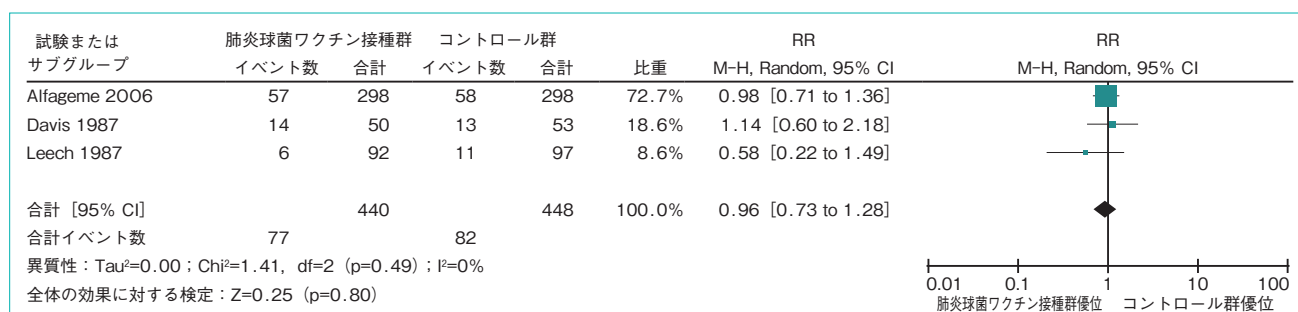 試験または 肺炎球菌ワクチン接種群 コントロール群 RR RR
サブグループ イベント数 合計 イベント数 合計 比重 M-H, Random, 95% CI M-H, Random, 95% CI
Alfageme 2006 57 298 58 298 72.7% 0.98 [0.71 to 1.36]
Davis 1987 14 50 13 53 18.6% 1.14 [0.60 to 2.18]
Leech 1987 6 92 11 97 8.6% 0.58 [0.22 to 1.49]
合計 [95% CI] 440 448 100.0% 0.96 [0.73 to 1.28]
合計イベント数 77 82
異質性：Tau²=0.00；Chi²=1.41, df=2（p=0.49）；I²=0%
全体の効果に対する検定：Z=0.25（p=0.80）
0.01 0.1 1 10 100
肺炎球菌ワクチン接種群優位 コントロール群優位